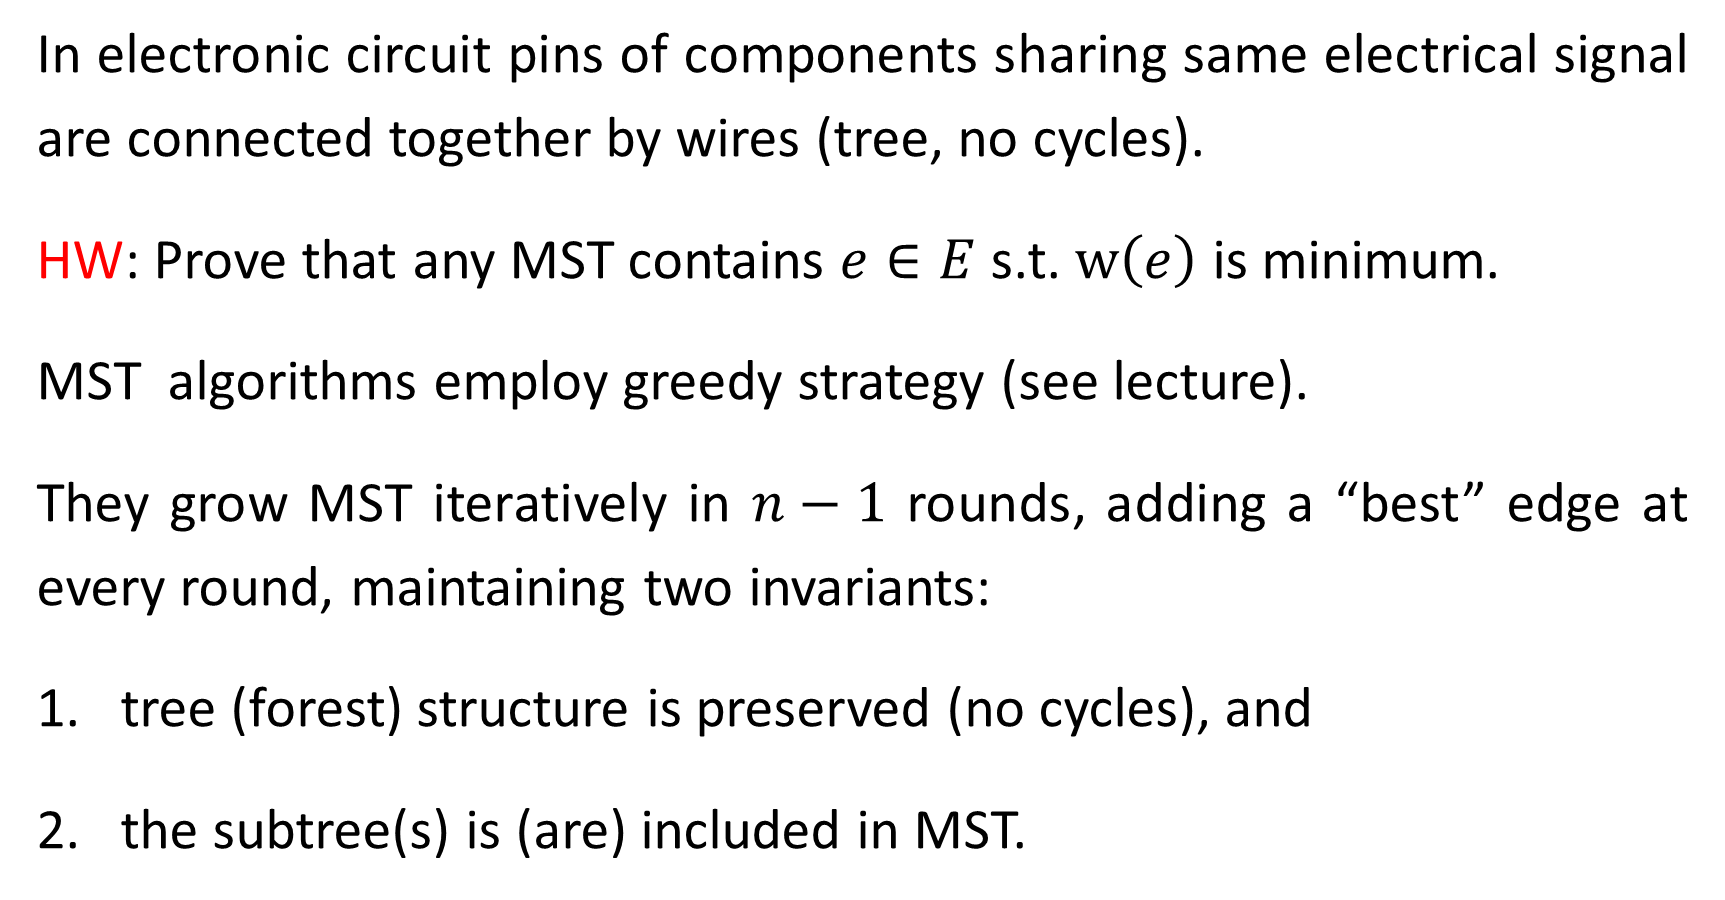 In electronic circuit pins of components sharing same electrical signal
are connected together by wires (tree, no cycles).
HW: Prove that any MST contains 𝑒 ∈ 𝐸 s.t. w(𝑒) is minimum.
MST algorithms employ greedy strategy (see lecture).
They grow MST iteratively in 𝑛 − 1 rounds, adding a “best” edge at
every round, maintaining two invariants:
1. tree (forest) structure is preserved (no cycles), and
2. the subtree(s) is (are) included in MST.